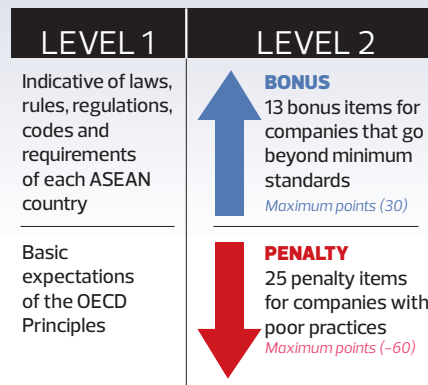 LEVEL 1
Indicative of laws,
rules, regulations,
codes and
requirements
of each ASEAN
country
Basic
expectations
of the OECD
Principles
LEVEL 2
BONUS
13 bonus items for
companies that go
beyond minimum
standards
Maximum points (30)
PENALTY
25 penalty items
for companies with
poor practices
Maximum points (-60)